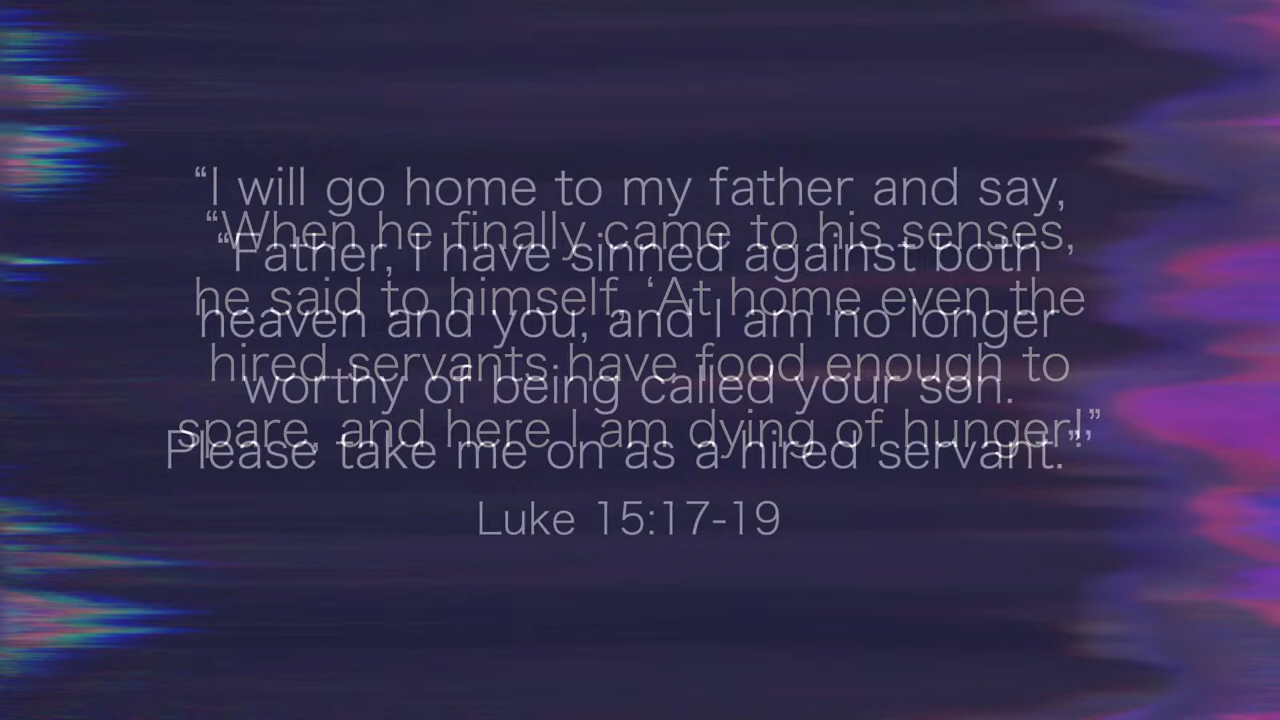 “When he finally came to his senses,
he said to himself, ‘At home even the
hired servants have food enough to
spare, and here I am dying of hunger!”
“I will go home to my father and say,
“Father, I have sinned against both
heaven and you, and I am no longer
worthy of being called your son.
Please take me on as a hired servant.”’
Luke 15:17-19